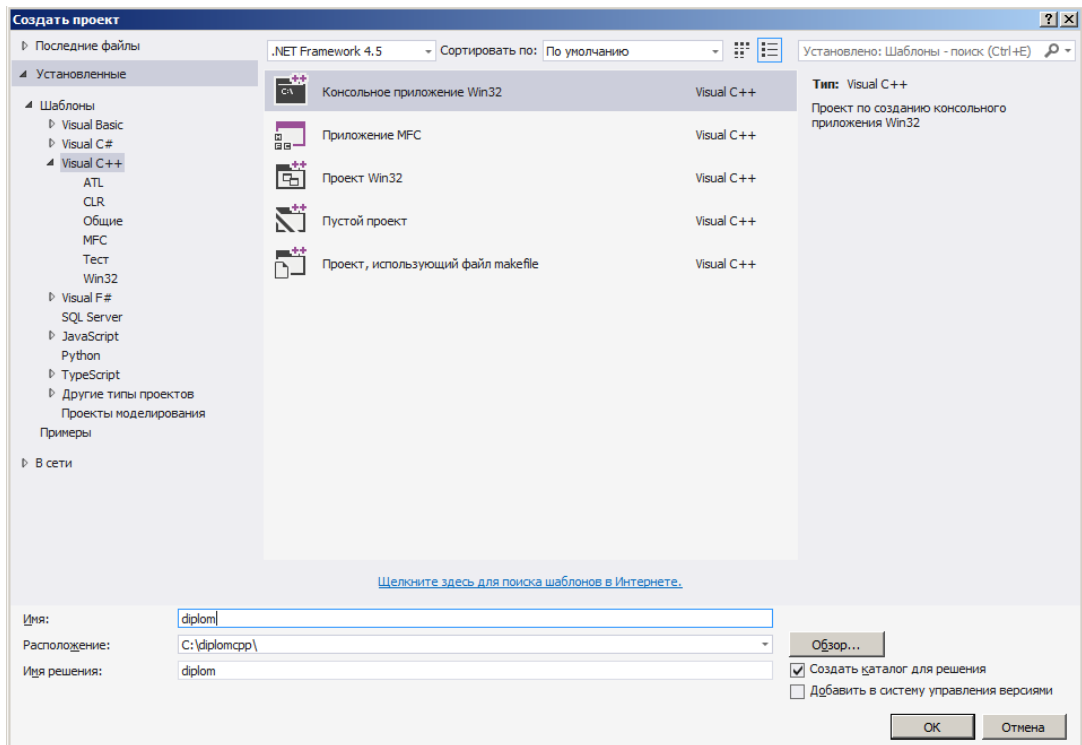 Создать проект
Последние файлы
Установленные
Шаблоны
Visual Basic
Visual C#
Visual C++
ATL
CLR
Общие
MFC
Тест
Win32
Visual F#
SQL Server
JavaScript
Python
TypeScript
Другие типы проектов
Проекты моделирования
Примеры
В сети
.NET Framework 4.5 Сортировать по: По умолчанию
Консольное приложение Win32 Visual C++
Приложение MFC Visual C++
Проект Win32 Visual C++
Пустой проект Visual C++
Проект, использующий файл makefile Visual C++
Щелкните здесь для поиска шаблонов в Интернете.
Установлено: Шаблоны - поиск (Ctrl+E)
Тип: Visual C++
Проект по созданию консольного
приложения Win32
Имя: diplom
Расположение: C:\diplomcpp\
Имя решения: diplom
Обзор...
Создать каталог для решения
Добавить в систему управления версиями
OK Отмена